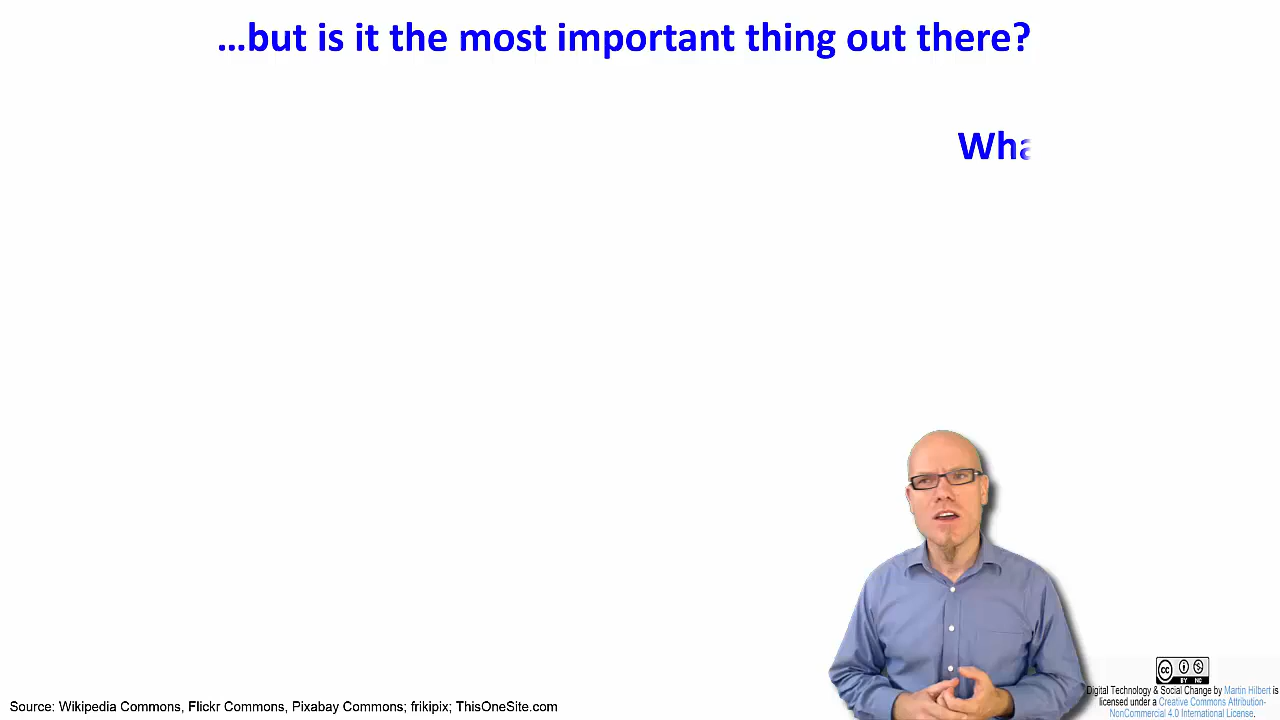 ...but is it the most important thing out there?
Wha
Source: Wikipedia Commons, Flickr Commons, Pixabay Commons; frikipix; ThisOneSite.com
BY NC
Digital Technology & Social Change by Martin Hilbert is
licensed under a Creative Commons Attribution-
NonCommercial 4.0 International License.